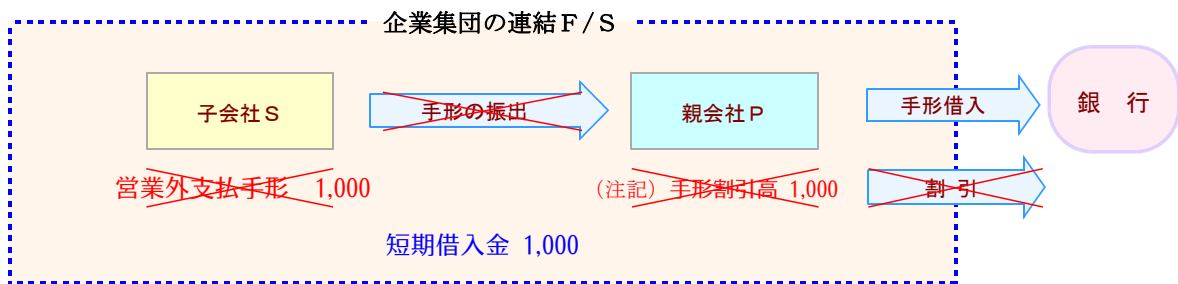 企業集団の連結Ｆ/Ｓ
子会社Ｓ
手形の振出
親会社Ｐ
手形借入
銀　行
営業外支払手形　1,000
（注記）手形割引高 1,000
割 引
短期借入金 1,000